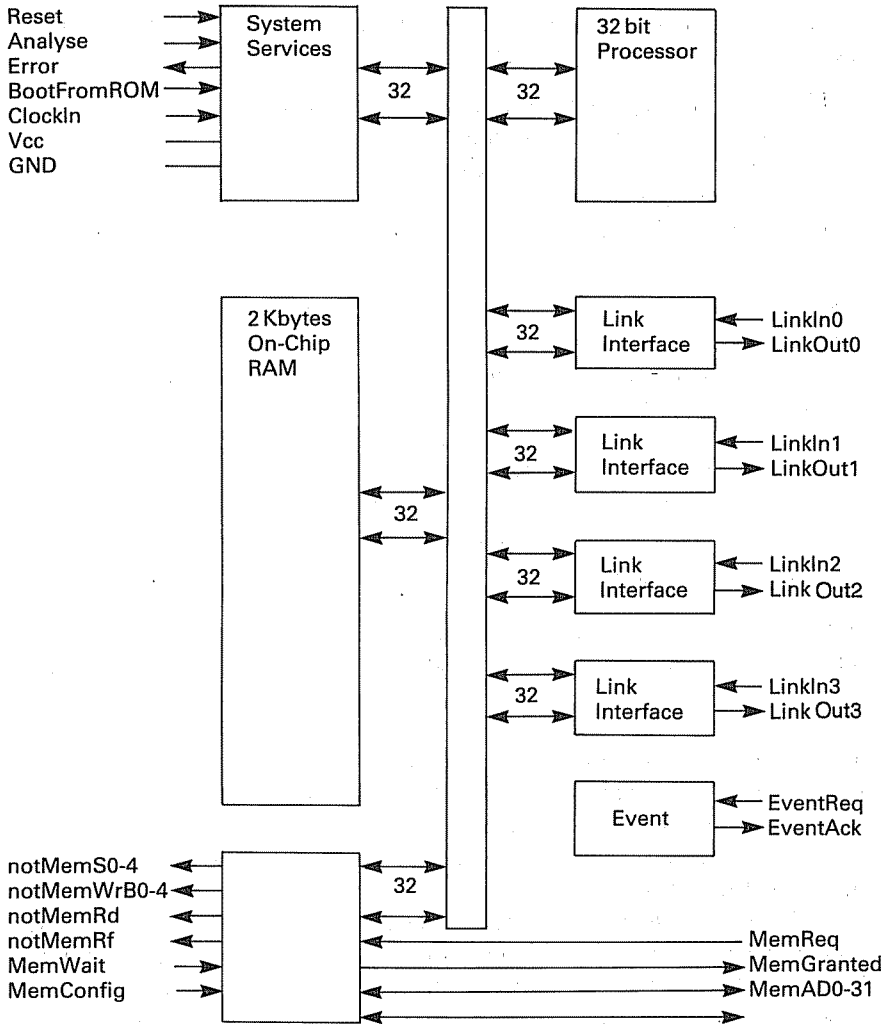 Reset
Analyse
Error
BootFromROM
ClockIn
Vcc
GND
System
Services
32
32
32 bit
Processor
2 Kbytes
On-Chip
RAM
32
32
Link
Interface
LinkIn0
LinkOut0
32
Link
Interface
LinkIn1
LinkOut1
32
Link
Interface
LinkIn2
Link Out2
32
Link
Interface
LinkIn3
Link Out3
Event
EventReq
EventAck
notMemS0-4
notMemWrB0-4
notMemRd
notMemRf
MemWait
MemConfig
32
MemReq
MemGranted
MemAD0-31